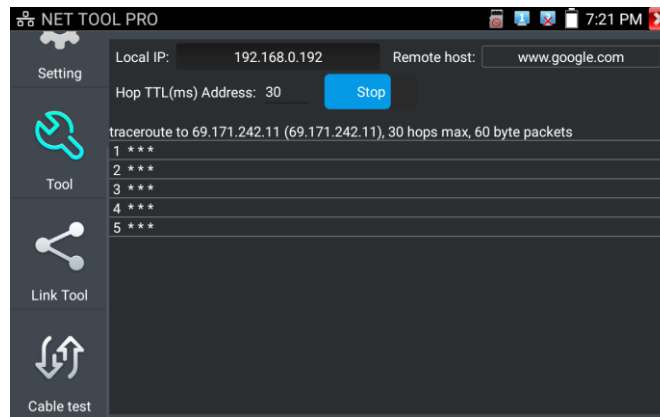 NET TOOL PRO 7:21 PM
Setting
Local IP: 192.168.0.192 Remote host: www.google.com
Hop TTL(ms) Address: 30 Stop
traceroute to 69.171.242.11 (69.171.242.11), 30 hops max, 60 byte packets
1 * * *
2 * * *
3 * * *
4 * * *
5 * * *
Tool
Link Tool
Cable test